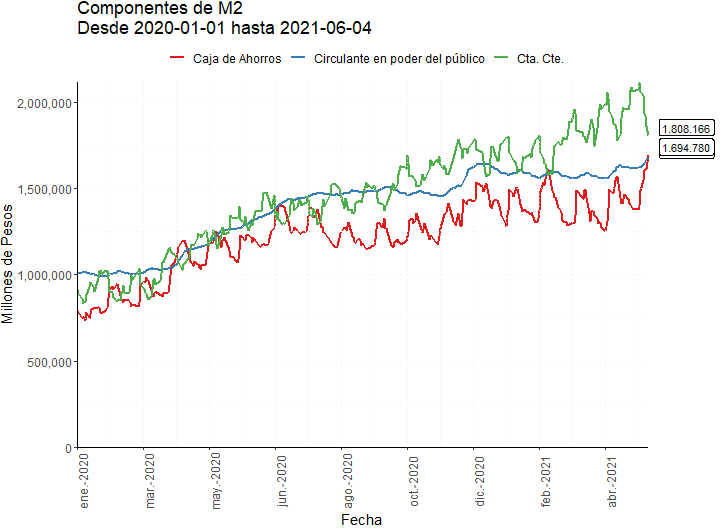 Componentes de M2
Desde 2020-01-01 hasta 2021-06-04
Caja de Ahorros Circulante en poder del público Cta. Cte.
2,000,000
1,500,000
1,000,000
500,000
0
Millones de Pesos
1.808.166
1.694.780
ene.-2020 mar.-2020 may.-2020 jun.-2020 ago.-2020 oct.-2020 dic.-2020 feb.-2021 abr.-2021
Fecha